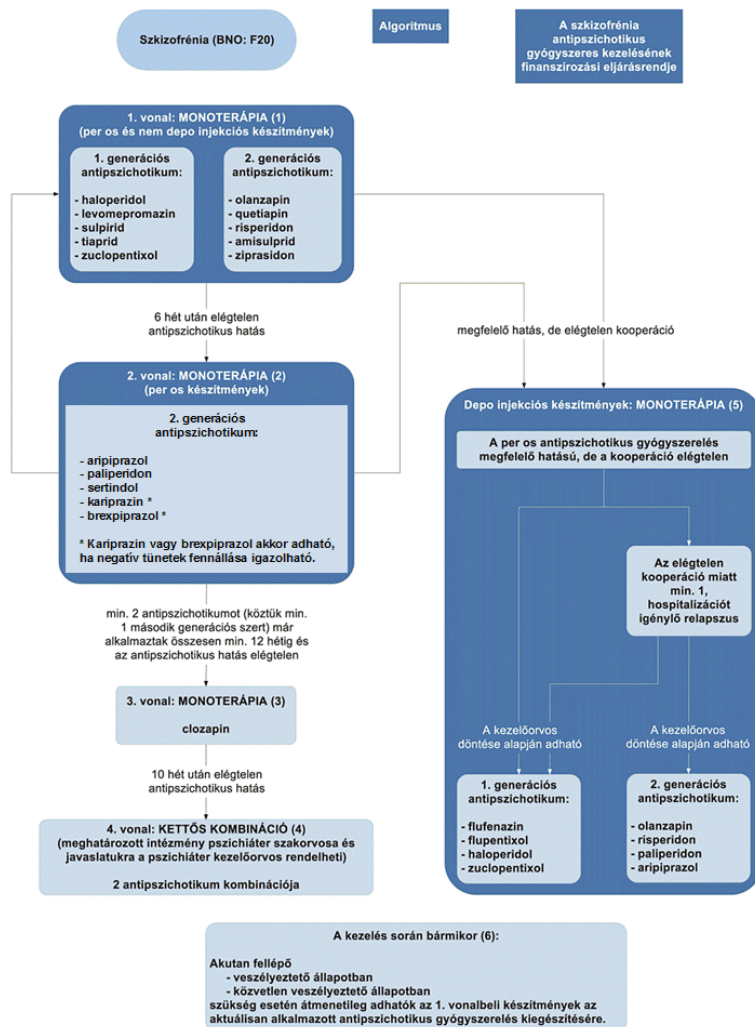 Szkizofrénia (BNO: F20)
Algoritmus
A szkizofrénia
antipszichotikus
gyógyszeres kezelésének
finanszírozási eljárásrendje
1. vonal: MONOTERÁPIA (1)
(per os és nem depo injekciós készítmények)
1. generációs
antipszichotikum:
- haloperidol
- levomepromazin
- sulpirid
- tiaprid
- zuclopentixol
2. generációs
antipszichotikum:
- olanzapin
- quetiapin
- risperidon
- amisulprid
- ziprasidon
6 hét után elégtelen
antipszichotikus hatás
megfelelő hatás, de elégtelen kooperáció
2. vonal: MONOTERÁPIA (2)
(per os készítmények)
2. generációs
antipszichotikum:
- aripiprazol
- paliperidon
- sertindol
- kariprazin *
- brexpiprazol *
* Kariprazin vagy brexpiprazol akkor adható,
ha negatív tünetek fennállása igazolható.
min. 2 antipszichotikumot (köztük min.
1 második generációs szert) már
alkalmaztak összesen min. 12 hétig és
az antipszichotikus hatás elégtelen
3. vonal: MONOTERÁPIA (3)
clozapin
10 hét után elégtelen
antipszichotikus hatás
4. vonal: KETTŐS KOMBINÁCIÓ (4)
(meghatározott intézmény pszichiáter szakorvosa és
javaslatukra a pszichiáter kezelőorvos rendelheti)
2 antipszichotikum kombinációja
Depo injekciós készítmények: MONOTERÁPIA (5)
A per os antipszichotikus gyógyszerelés
megfelelő hatású, de a kooperáció elégtelen
Az elégtelen
kooperáció miatt
min. 1,
hospitalizációt
igénylő relapszus
A kezelőorvos
döntése alapján adható
A kezelőorvos
döntése alapján adható
1. generációs
antipszichotikum:
- flufenazin
- flupentixol
- haloperidol
- zuclopentixol
2. generációs
antipszichotikum:
- olanzapin
- risperidon
- paliperidon
- aripiprazol
A kezelés során bármikor (6):
Akutan fellépő
- veszélyeztető állapotban
- közvetlen veszélyeztető állapotban
szükség esetén átmenetileg adhatók az 1. vonalbeli készítmények az
aktuálisan alkalmazott antipszichotikus gyógyszerelés kiegészítésére.